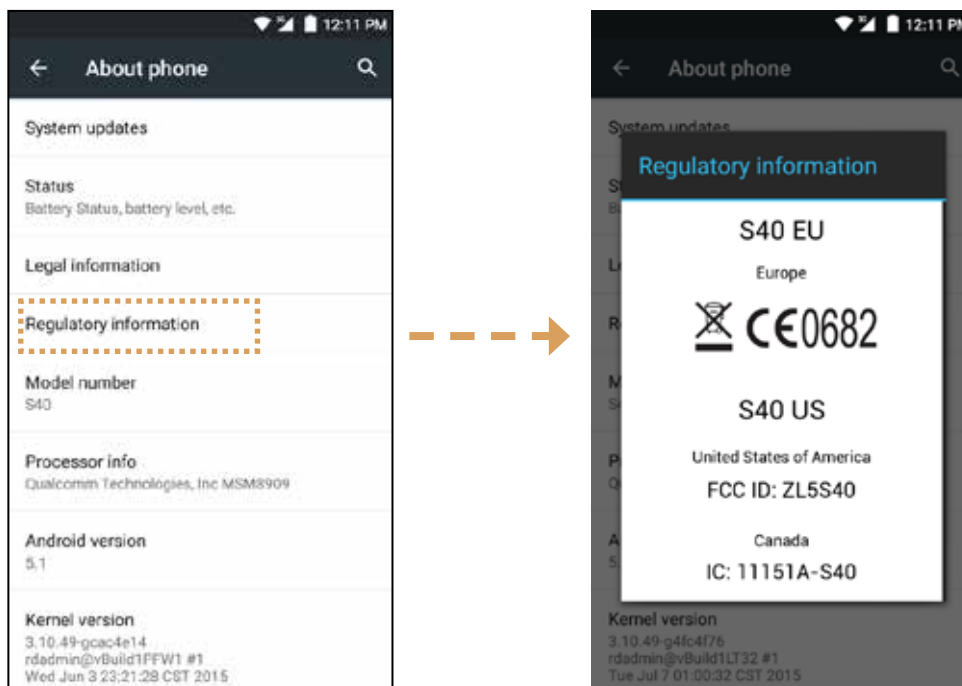 12:11 PM
About phone
System updates
Status
Battery Status, battery level, etc.
Legal information
Regulatory information
Model number
S40
Processor info
Qualcomm Technologies, Inc MSM8909
Android version
5.1
Kernel version
3.10.49-gcac4e14
rdadmin@vBuild1FFW1 #1
Wed Jun 3 23:21:28 CST 2015
12:11 PM
About phone
System updates
Regulatory information
S40 EU
Europe
CE0682
S40 US
United States of America
FCC ID: ZL5S40
Canada
IC: 11151A-S40
Kernel version
3.10.49-g4fc4f76
rdadmin@vBuild1LT32 #1
Tue Jul 7 01:00:32 CST 2015